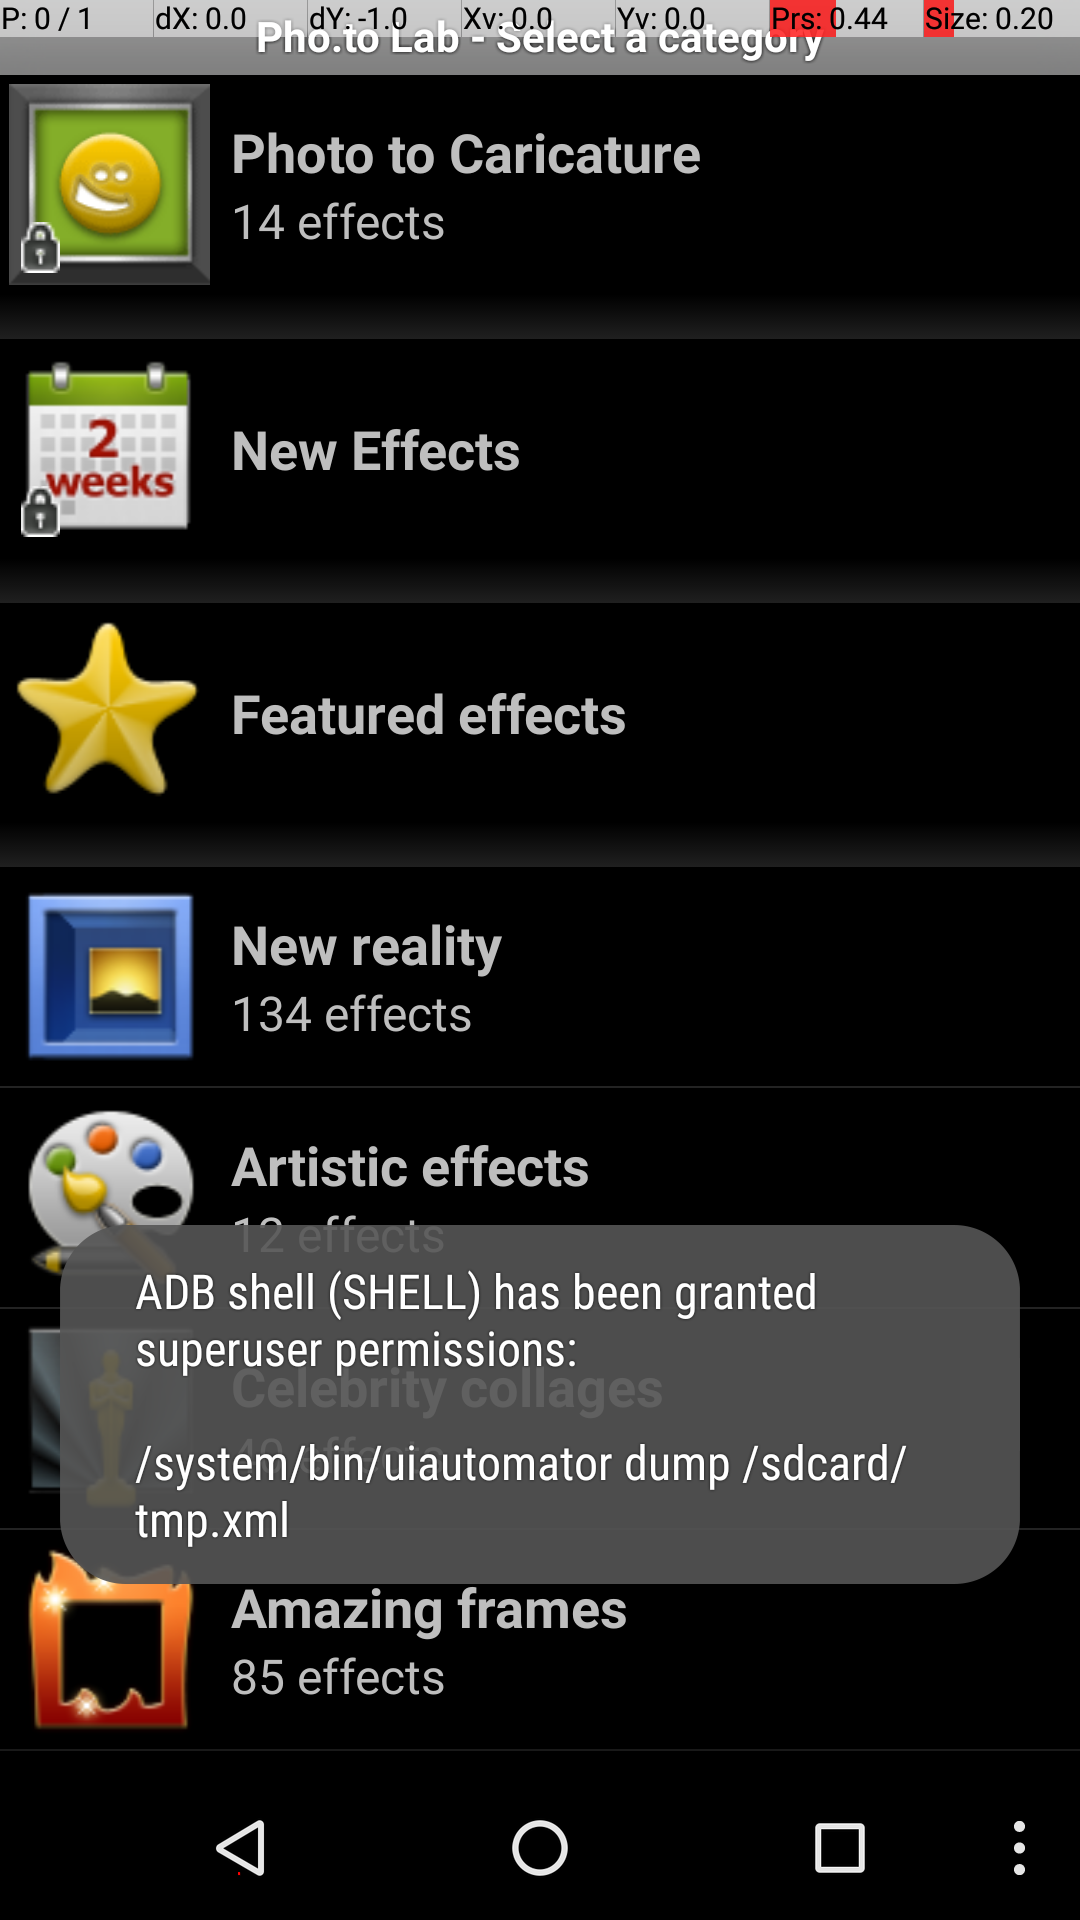 P: 0 / 1 dX: 0.0 dY: -1.0 Xv: 0.0 Yv: 0.0 Prs: 0.44 Size: 0.20
Pho.to Lab - Select a category
Photo to Caricature
14 effects
2
weeks
New Effects
Featured effects
New reality
134 effects
Artistic effects
12 effects
ADB shell (SHELL) has been granted
superuser permissions:
Celebrity collages
/system/bin/uiautomator dump /sdcard/
tmp.xml
Amazing frames
85 effects